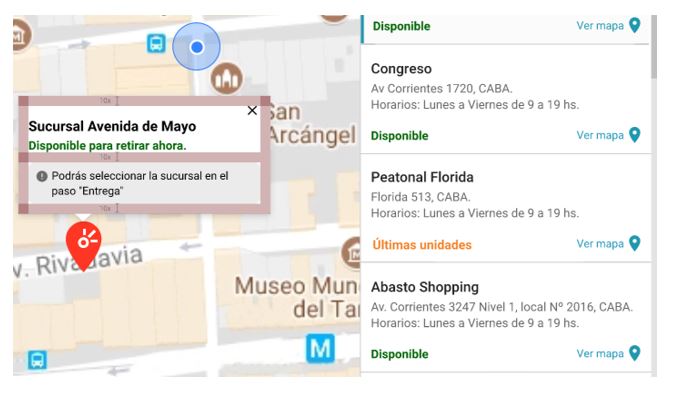 San
Arcángel
10x
Sucursal Avenida de Mayo
Disponible para retirar ahora.
10x
Podrás seleccionar la sucursal en el
paso "Entrega"
10x
v. Rivadavia
Museo Mun
del Ta
M
Disponible
Ver mapa
Congreso
Av Corrientes 1720, CABA.
Horarios: Lunes a Viernes de 9 a 19 hs.
Disponible
Ver mapa
Peatonal Florida
Florida 513, CABA.
Horarios: Lunes a Viernes de 9 a 19 hs.
Últimas unidades
Ver mapa
Abasto Shopping
Av. Corrientes 3247 Nivel 1, local Nº 2016, CABA.
Horarios: Lunes a Viernes de 9 a 19 hs.
Disponible
Ver mapa